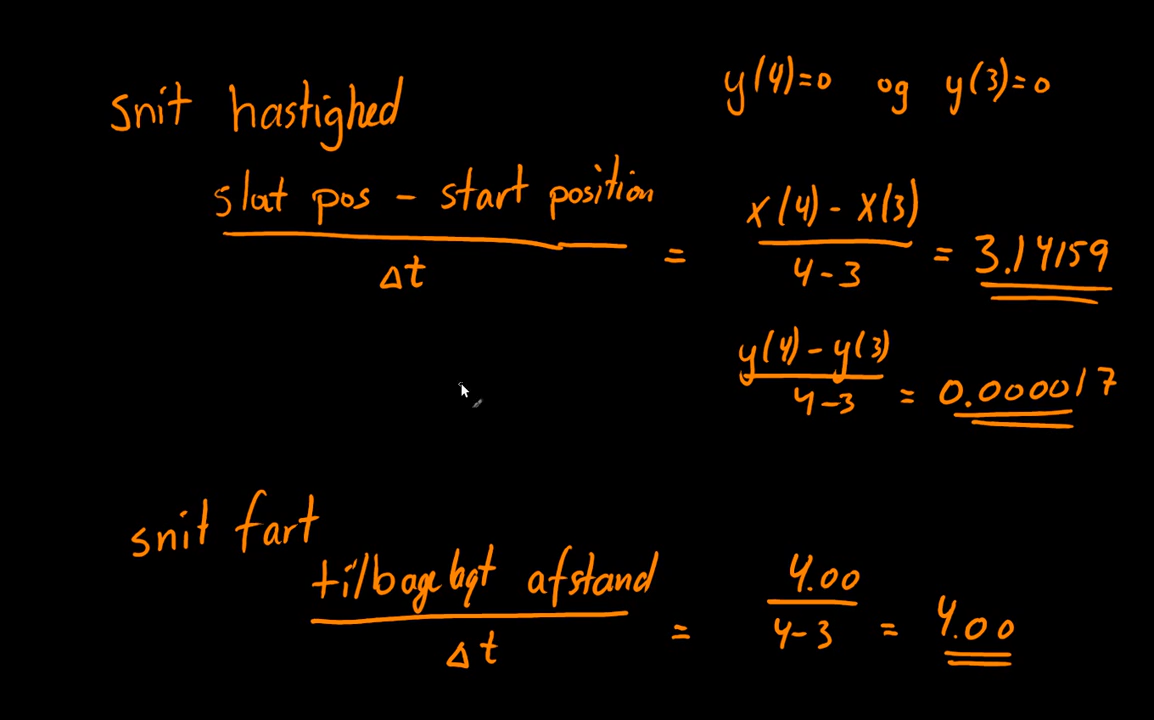 snit hastighed
y(4)=0 og y(3)=0
slut pos - start position
Δt
=
x(4) - x(3)
4-3
= 3.14159
y(4) - y(3)
4-3
= 0.000017
snit fart
tilbagelagt afstand
Δt
=
4.00
4-3
= 4.00